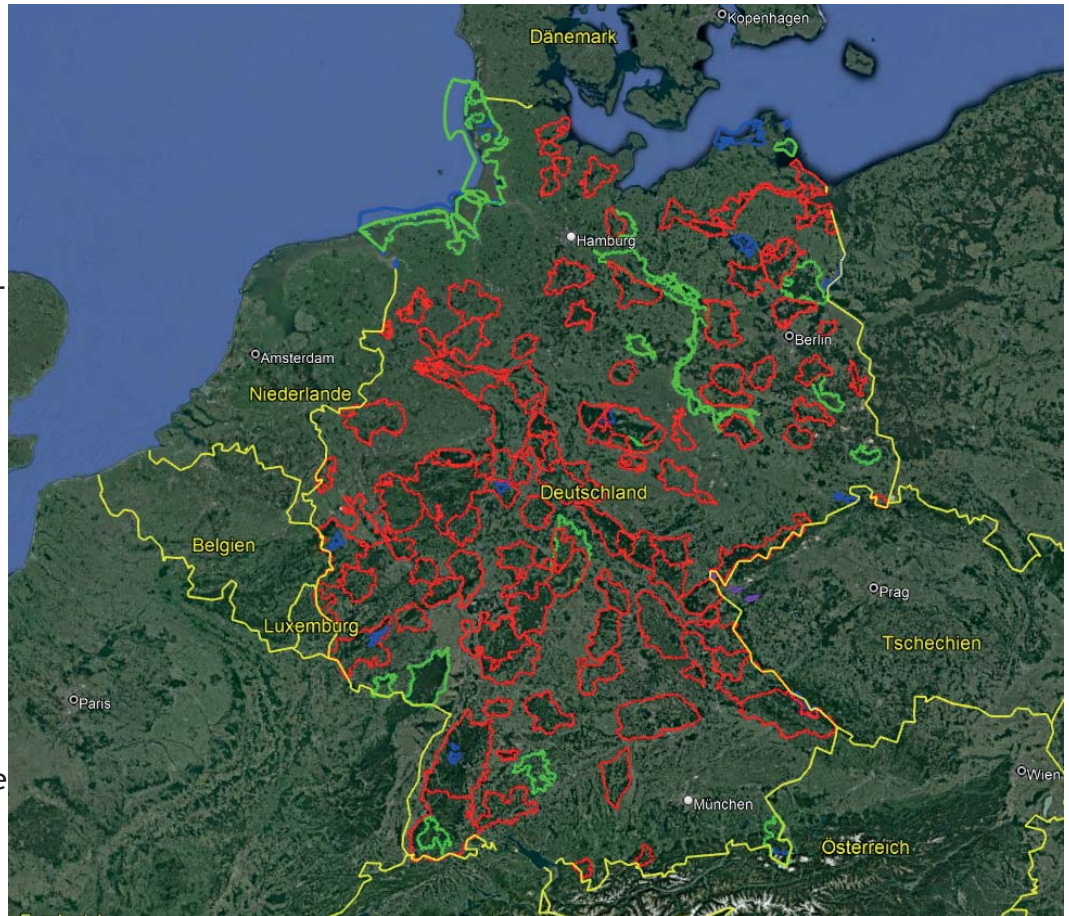 Kopenhagen
Dänemark
Hamburg
Berlin
Amsterdam
Niederlande
Deutschland
Belgien
Prag
Luxemburg
Tschechien
Paris
Wien
München
Österreich